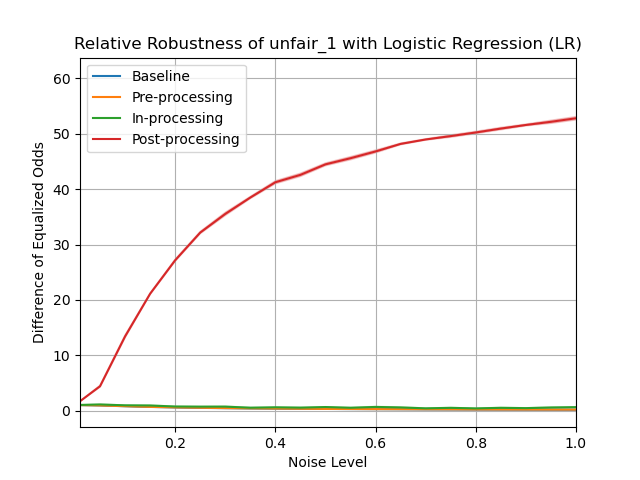 Relative Robustness of unfair_1 with Logistic Regression (LR)
Baseline
Pre-processing
In-processing
Post-processing
60
50
40
30
20
10
0
Difference of Equalized Odds
0.2
0.4
0.6
0.8
1.0
Noise Level